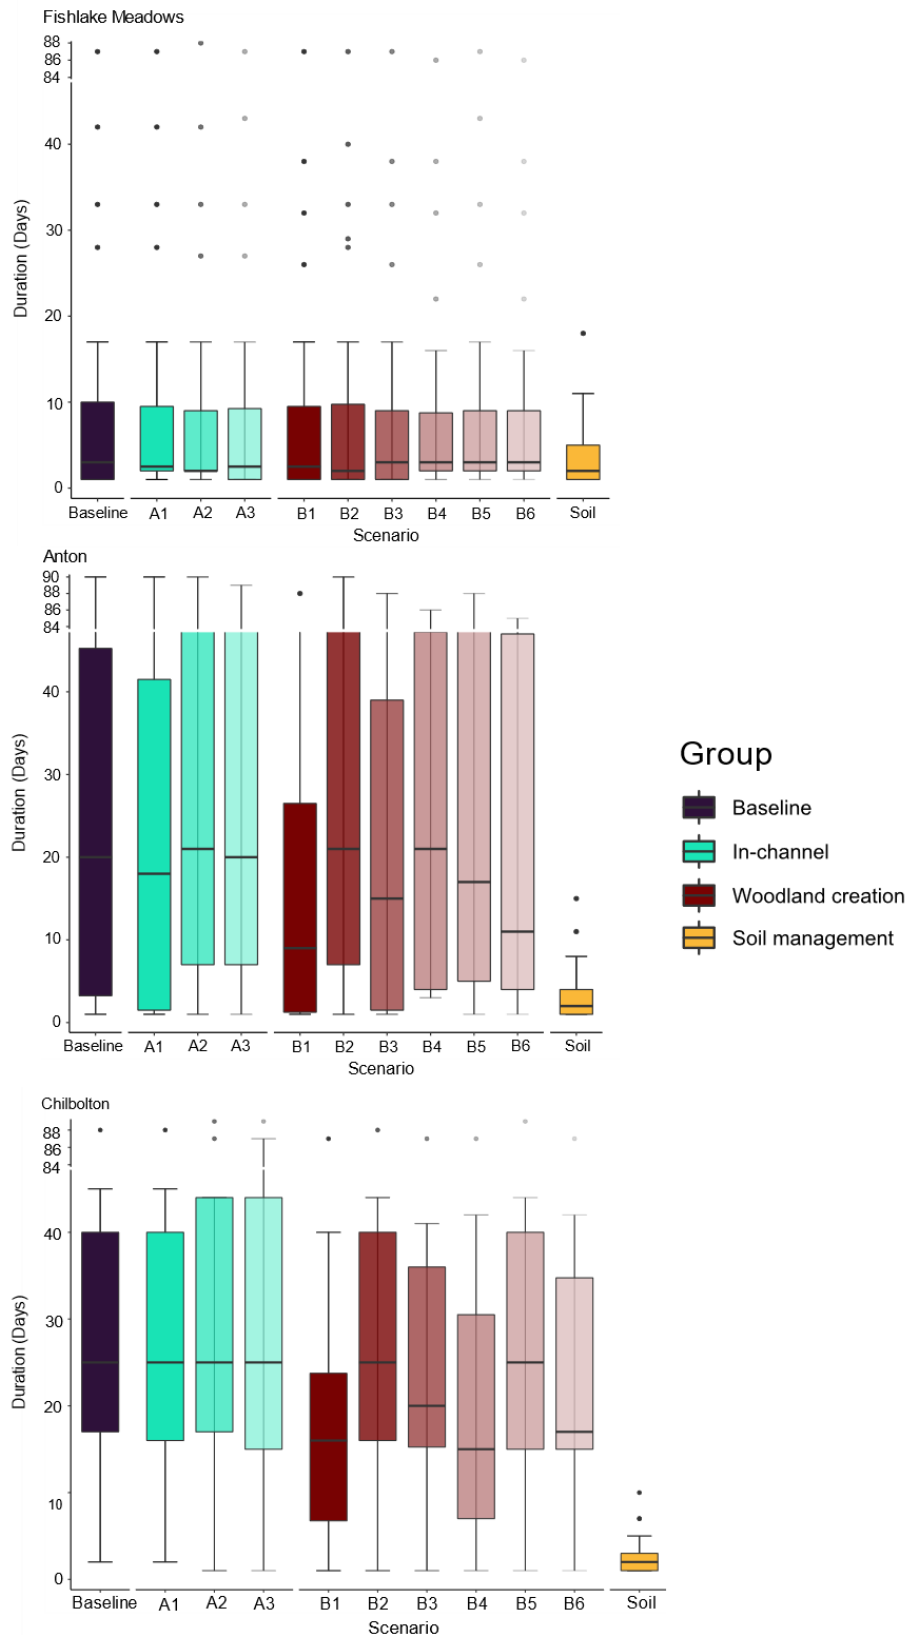 Fishlake Meadows
88
86
84
40
30
20
10
0
Duration (Days)
Baseline A1 A2 A3 B1 B2 B3 B4 B5 B6 Soil
Scenario
Anton
90
88
86
84
40
30
20
10
0
Duration (Days)
Baseline A1 A2 A3 B1 B2 B3 B4 B5 B6 Soil
Scenario
Group
Baseline
In-channel
Woodland creation
Soil management
Chilbolton
88
86
84
40
30
20
10
0
Duration (Days)
Baseline A1 A2 A3 B1 B2 B3 B4 B5 B6 Soil
Scenario